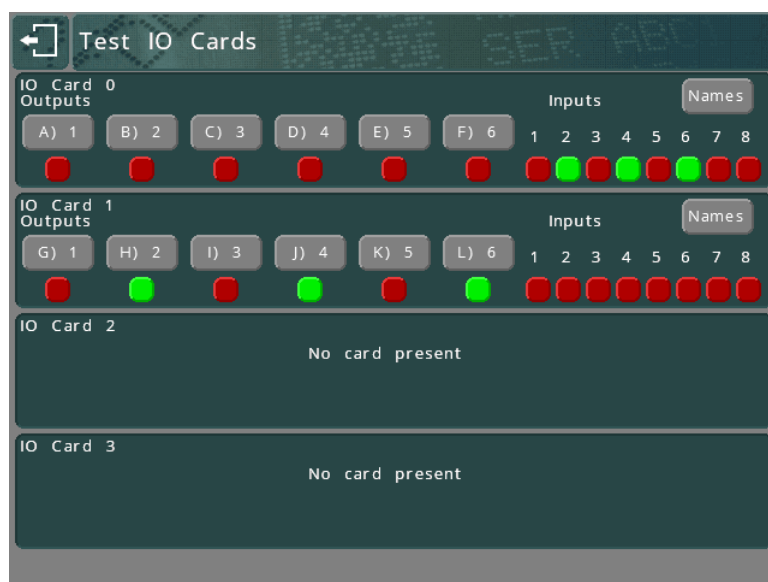 Test IO Cards
IO Card 0
Outputs
Inputs
Names
A) 1 B) 2 C) 3 D) 4 E) 5 F) 6
1 2 3 4 5 6 7 8
IO Card 1
Outputs
Inputs
Names
G) 1 H) 2 I) 3 J) 4 K) 5 L) 6
1 2 3 4 5 6 7 8
IO Card 2
No card present
IO Card 3
No card present